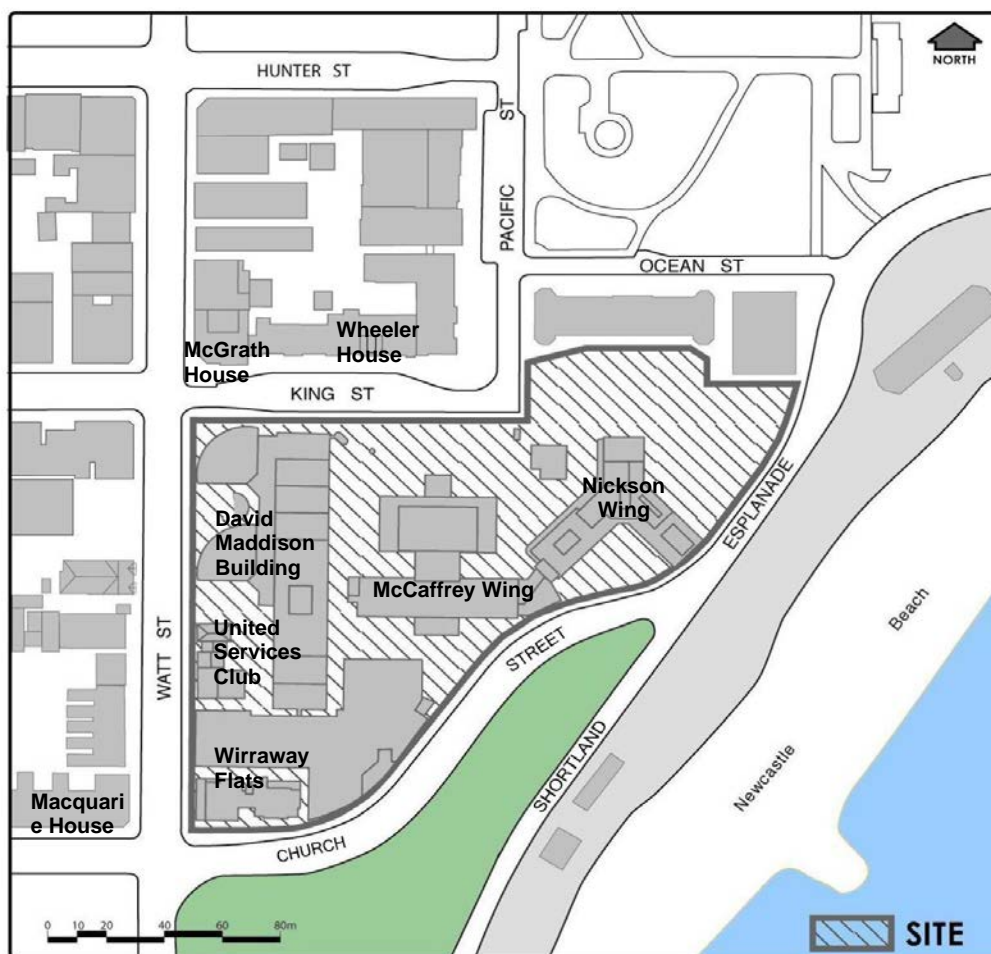 NORTH
HUNTER ST
PACIFIC ST
OCEAN ST
Wheeler
House
McGrath
House
KING ST
Nickson
Wing
ESPLANADE
David
Maddison
Building
McCaffrey Wing
Beach
United
Services
Club
STREET
WATT ST
Wirraway
Flats
SHORTLAND
Newcastle
Macquari
e House
CHURCH
0 10 20 40 60 80m
SITE